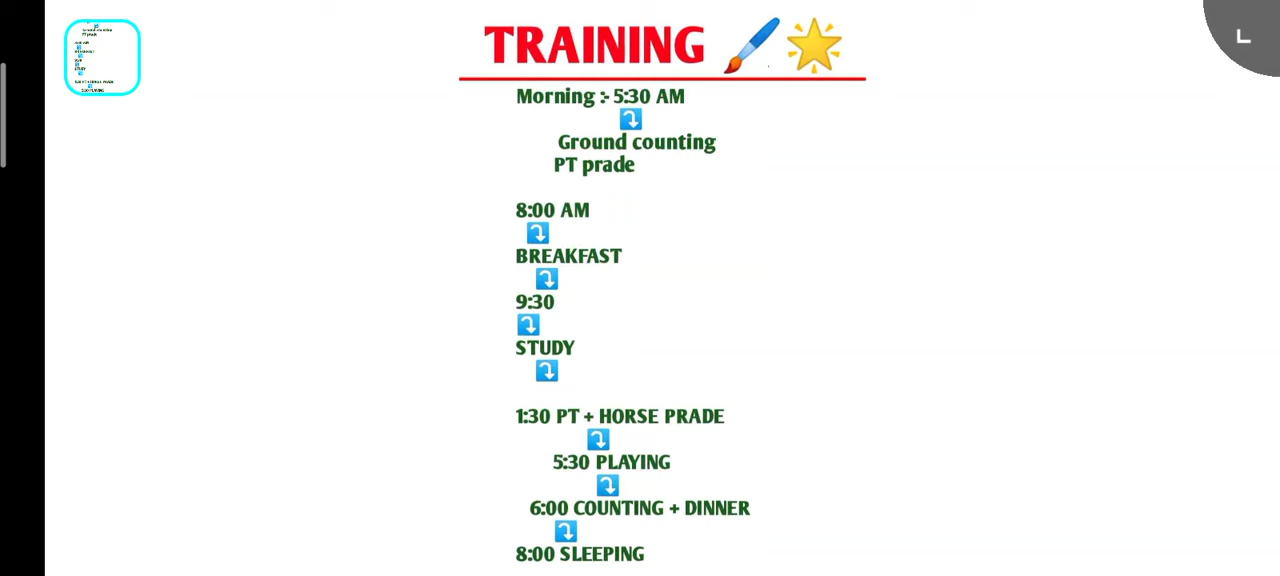 TRAINING 🖌️🌟
Morning :- 5:30 AM
⤵️
Ground counting
PT prade
8:00 AM
⤵️
BREAKFAST
⤵️
9:30
⤵️
STUDY
⤵️
1:30 PT + HORSE PRADE
⤵️
5:30 PLAYING
⤵️
6:00 COUNTING + DINNER
⤵️
8:00 SLEEPING
L